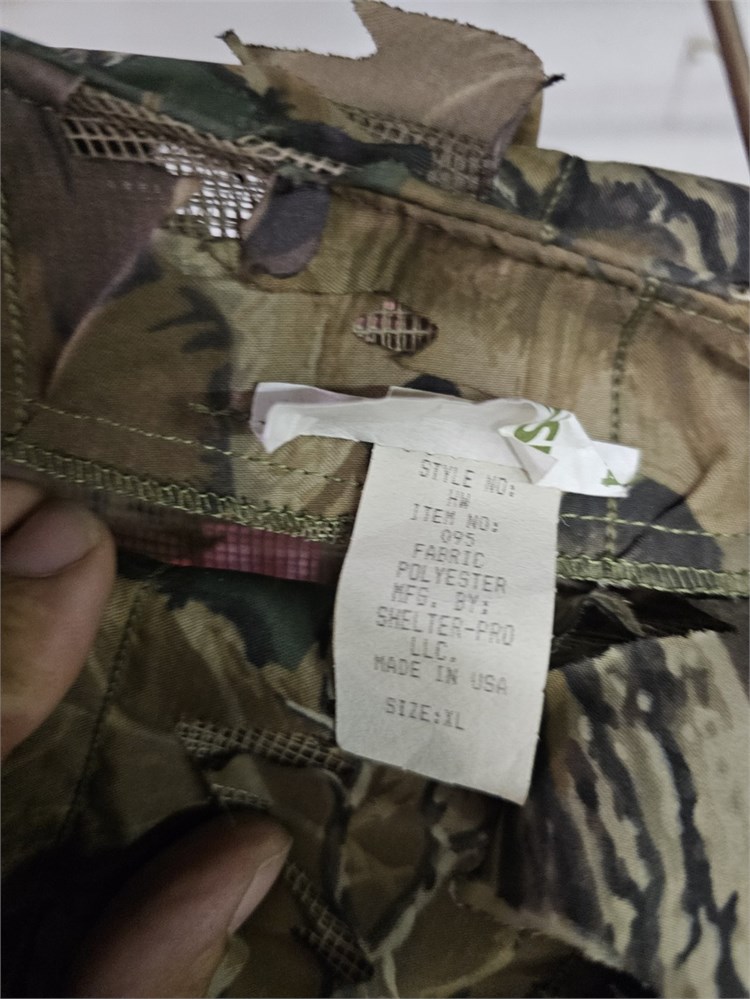 STYLE NO:
HW
ITEM NO:
095
FABRIC
POLYESTER
MFG. BY:
SHELTER-PRO
LLC.
MADE IN USA
SIZE:XL